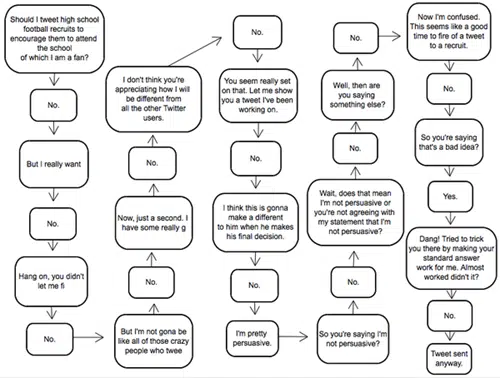 Should I tweet high school
football recruits to
encourage them to attend
the school
of which I am a fan?
No.
But I really want
No.
Hang on, you didn't
let me fi
No.
But I'm not gona be
like all of those crazy
people who twee
No.
Now, just a second. I
have some really g
No.
I don't think you're
appreciating how I will
be different from
all the other Twitter
users.
No.
You seem really set
on that. Let me show
you a tweet I've been
working on.
No.
I think this is gonna
make a different
to him when he makes
his final decision.
No.
I'm pretty
persuasive.
So you're saying I'm
not persuasive?
No.
Wait, does that mean
I'm not persuasive or
you're not agreeing with
my statement that I'm
not persuasive?
No.
Well, then are
you saying
something else?
No.
Now I'm confused.
This seems like a good
time to fire of a tweet
to a recruit.
No.
So you're saying
that's a bad idea?
Yes.
Dang! Tried to trick
you there by making your
standard answer
work for me. Almost
worked didn't it?
No.
Tweet sent
anyway.